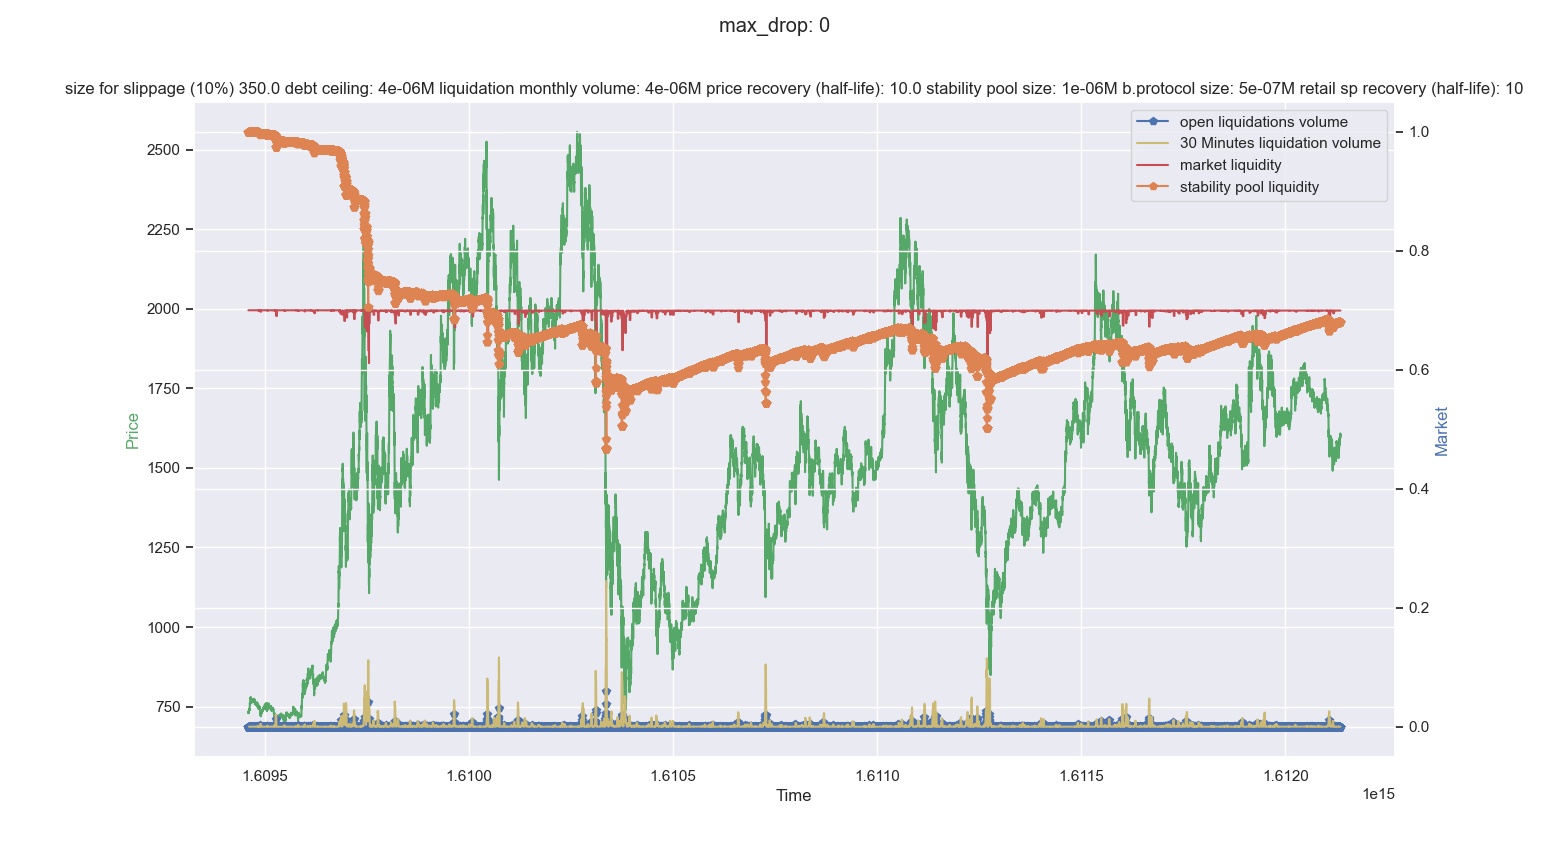 max_drop: 0
size for slippage (10%) 350.0 debt ceiling: 4e-06M liquidation monthly volume: 4e-06M price recovery (half-life): 10.0 stability pool size: 1e-06M b.protocol size: 5e-07M retail sp recovery (half-life): 10
open liquidations volume
30 Minutes liquidation volume
market liquidity
stability pool liquidity
2500
2250
2000
1750
1500
1250
1000
750
Price
1.0
0.8
0.6
0.4
0.2
0.0
Market
1.6095 1.6100 1.6105 1.6110 1.6115 1.6120
Time
1e15